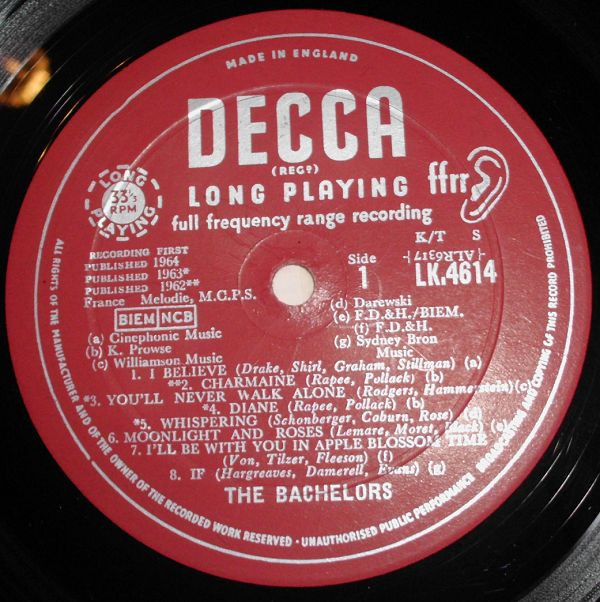 MADE IN ENGLAND
DECCA
(REGD)
LONG PLAYING
ffrr
full frequency range recording
LONG PLAYING
33⅓
RPM
K/T S
RECORDING FIRST
PUBLISHED 1964
PUBLISHED 1963*
PUBLISHED 1962**
France Melodie, M.C.P.S.
BIEM NCB
Side
1
ALR6317
LK.4614
(a) Cinephonic Music
(b) K. Prowse
(c) Williamson Music
(d) Darewski
(e) F.D.&H./BIEM.
(f) F.D.&H.
(g) Sydney Bron
Music
1. I BELIEVE (Drake, Shirl, Graham, Stillman) (a)
**2. CHARMAINE (Rapee, Pollack) (b)
*3. YOU'LL NEVER WALK ALONE (Rodgers, Hammerstein) (c)
*4. DIANE (Rapee, Pollack) (b)
*5. WHISPERING (Schonberger, Coburn, Rose) (d)
6. MOONLIGHT AND ROSES (Lemare, Moret, Black) (e)
7. I'LL BE WITH YOU IN APPLE BLOSSOM TIME
(Von, Tilzer, Fleeson) (f)
8. IF (Hargreaves, Damerell, Evans) (g)
THE BACHELORS
ALL RIGHTS OF THE MANUFACTURER AND OF THE OWNER OF THE RECORDED WORK RESERVED · UNAUTHORISED PUBLIC PERFORMANCE BROADCASTING AND COPYING OF THIS RECORD PROHIBITED